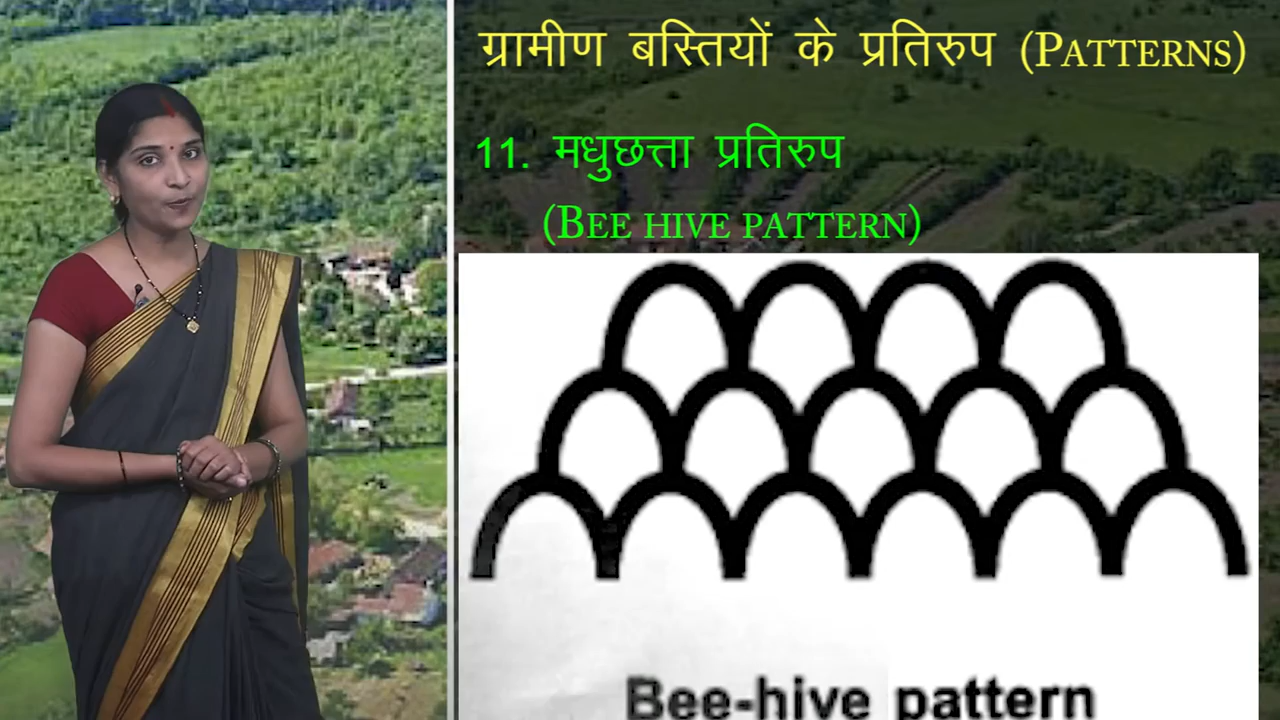 ग्रामीण बस्तियों के प्रतिरुप (PATTERNS)
11. मधुछत्ता प्रतिरुप
(BEE HIVE PATTERN)
Bee-hive pattern